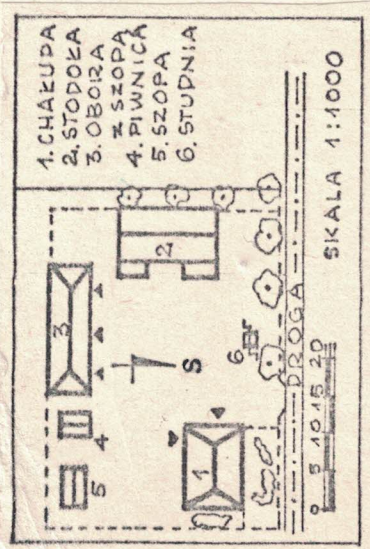 1. CHAŁUPA
2. STODOŁA
3. OBORA
Z SZOPĄ
4. PIWNICA
5. SZOPA
6. STUDNIA
2
3
S
6
4
5
1
DROGA
0 5 10 15 20
SKALA 1:1000